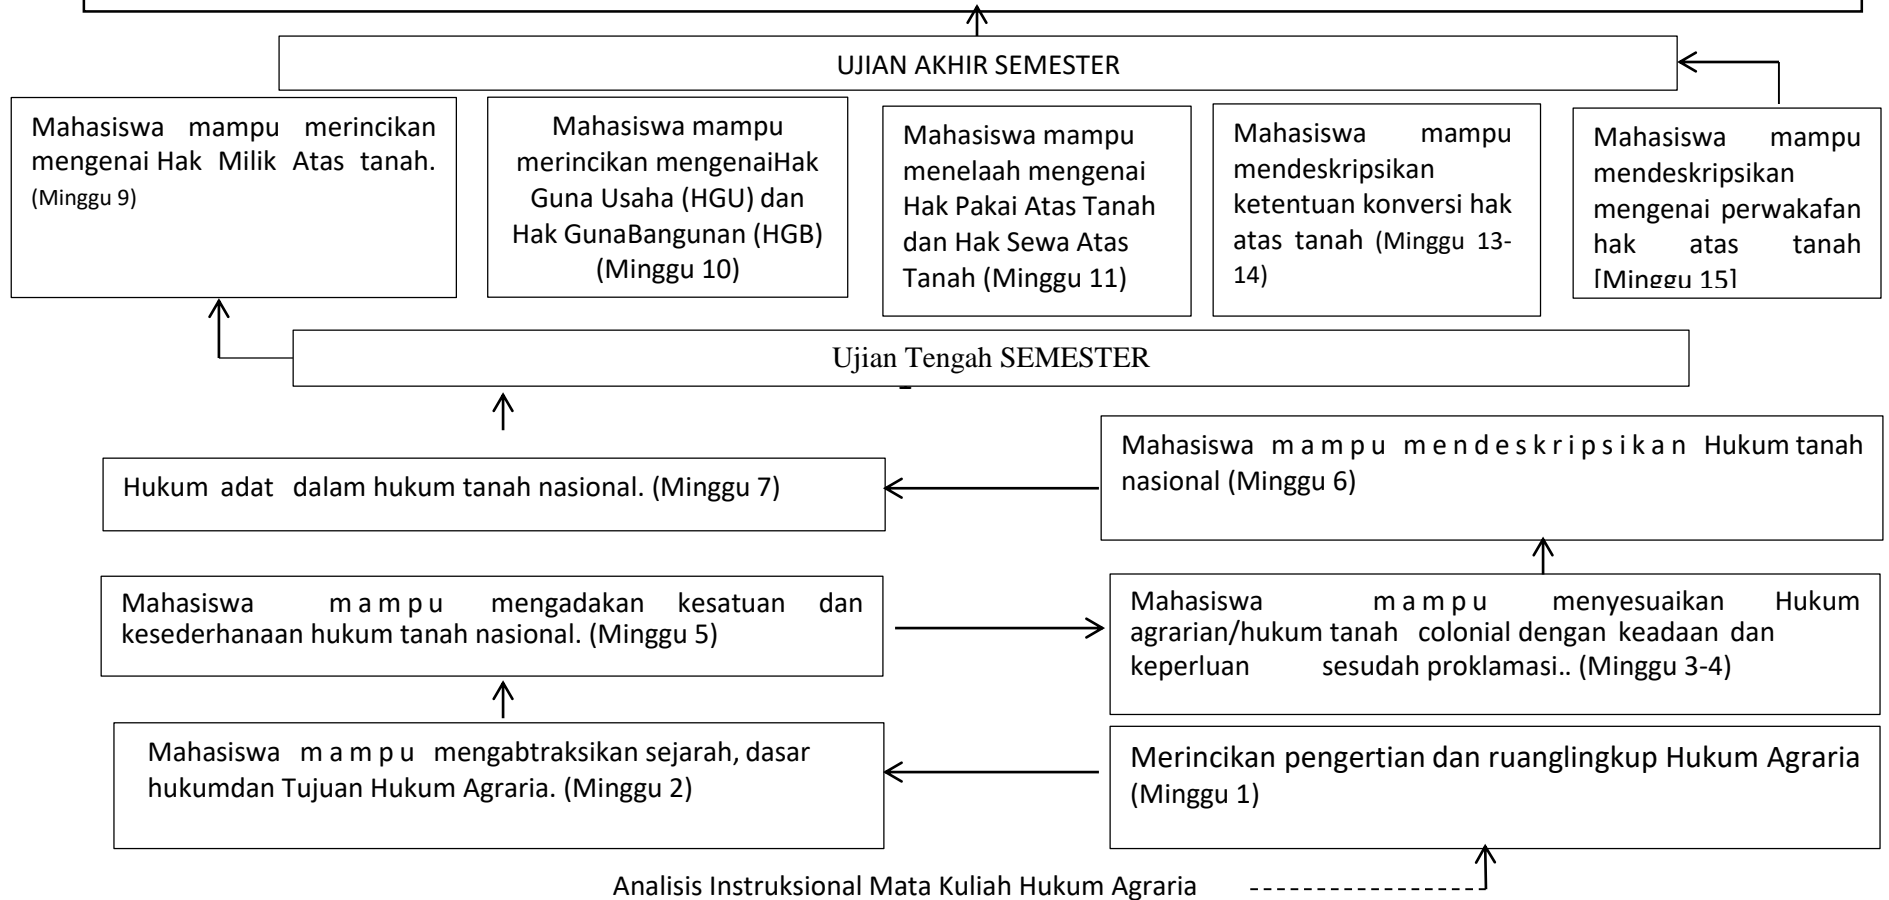 UJIAN AKHIR SEMESTER
Mahasiswa mampu merincikan
mengenai Hak Milik Atas tanah.
(Minggu 9)
Mahasiswa mampu
merincikan mengenaiHak
Guna Usaha (HGU) dan
Hak GunaBangunan (HGB)
(Minggu 10)
Mahasiswa mampu
menelaah mengenai
Hak Pakai Atas Tanah
dan Hak Sewa Atas
Tanah (Minggu 11)
Mahasiswa mampu
mendeskripsikan
ketentuan konversi hak
atas tanah (Minggu 13-
14)
Mahasiswa mampu
mendeskripsikan
mengenai perwakafan
hak atas tanah
[Minggu 15]
Ujian Tengah SEMESTER
Hukum adat dalam hukum tanah nasional. (Minggu 7)
Mahasiswa mampu mendeskripsikan Hukum tanah
nasional (Minggu 6)
Mahasiswa mampu mengadakan kesatuan dan
kesederhanaan hukum tanah nasional. (Minggu 5)
Mahasiswa mampu menyesuaikan Hukum
agrarian/hukum tanah colonial dengan keadaan dan
keperluan sesudah proklamasi.. (Minggu 3-4)
Mahasiswa mampu mengabtraksikan sejarah, dasar
hukumdan Tujuan Hukum Agraria. (Minggu 2)
Merincikan pengertian dan ruanglingkup Hukum Agraria
(Minggu 1)
Analisis Instruksional Mata Kuliah Hukum Agraria